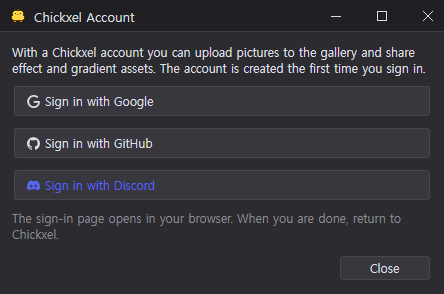 Chickxel Account
With a Chickxel account you can upload pictures to the gallery and share
effect and gradient assets. The account is created the first time you sign in.
Sign in with Google
Sign in with GitHub
Sign in with Discord
The sign-in page opens in your browser. When you are done, return to
Chickxel.
Close